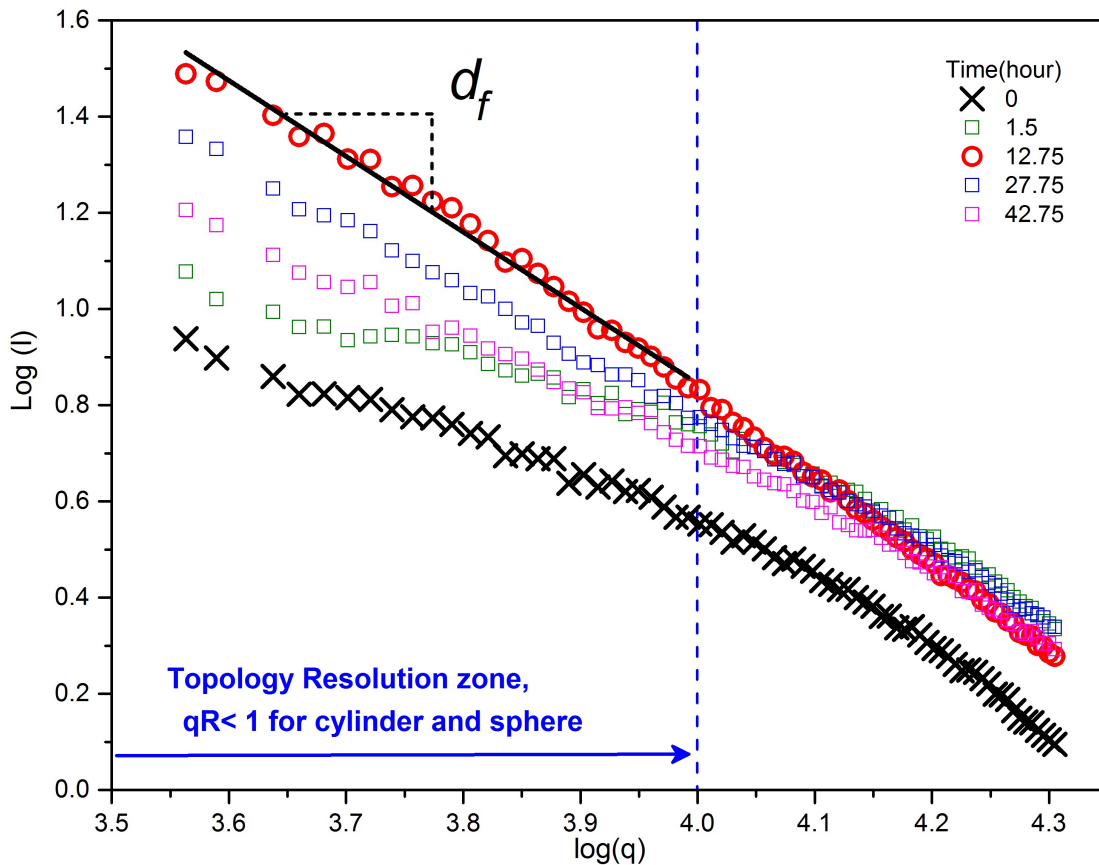 1.6
1.4
1.2
1.0
0.8
0.6
0.4
0.2
0.0
Log (I)
d_f
Time(hour)
0
1.5
12.75
27.75
42.75
Topology Resolution zone,
qR< 1 for cylinder and sphere
3.5 3.6 3.7 3.8 3.9 4.0 4.1 4.2 4.3
log(q)